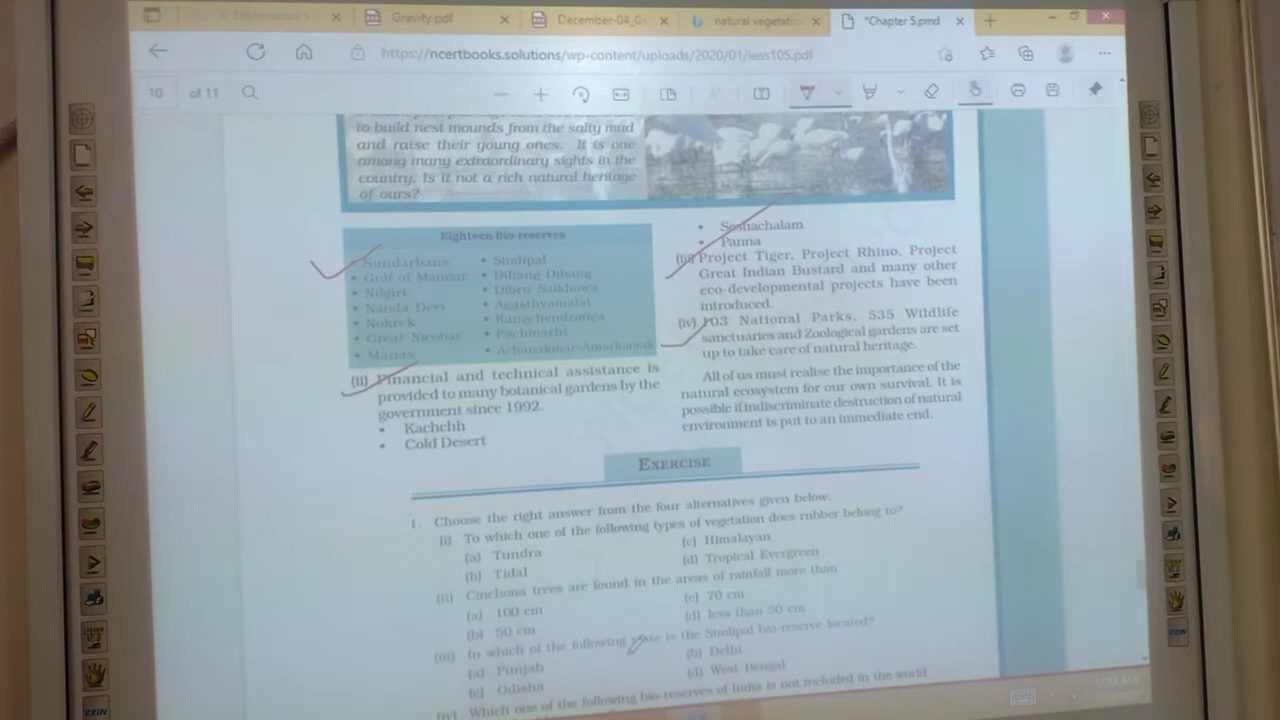 Gravity.pdf
December-04_Gr
natural vegetati
"Chapter 5.pmd
https://ncertbooks.solutions/wp-content/uploads/2020/01/iess105.pdf
10 of 11
to build nest mounds from the salty mud
and raise their young ones. It is one
among many extraordinary sights in the
country. Is it not a rich natural heritage
of ours?
Eighteen Bio-reserves
• Sundarbans
• Gulf of Mannar
• Nilgiri
• Nanda Devi
• Nokrek
• Great Nicobar
• Manas
• Simlipal
• Dihang Dibang
• Dibru Saikhowa
• Agasthyamalai
• Kangchendzonga
• Pachmarhi
• Achanakmar-Amarkantak
(ii) Financial and technical assistance is
provided to many botanical gardens by the
government since 1992.
• Kachchh
• Cold Desert
• Seshachalam
• Panna
(iii) Project Tiger, Project Rhino, Project
Great Indian Bustard and many other
eco-developmental projects have been
introduced.
(iv) 103 National Parks, 535 Wildlife
sanctuaries and Zoological gardens are set
up to take care of natural heritage.
All of us must realise the importance of the
natural ecosystem for our own survival. It is
possible if indiscriminate destruction of natural
environment is put to an immediate end.
EXERCISE
1. Choose the right answer from the four alternatives given below:
(i) To which one of the following types of vegetation does rubber belong to?
(a) Tundra (c) Himalayan
(b) Tidal (d) Tropical Evergreen
(ii) Cinchona trees are found in the areas of rainfall more than
(a) 100 cm (c) 70 cm
(b) 50 cm (d) less than 50 cm
(iii) In which of the following state is the Simlipal bio-reserve located?
(a) Punjab (b) Delhi
(c) Odisha (d) West Bengal
(iv) Which one of the following bio-reserves of India is not included in the world